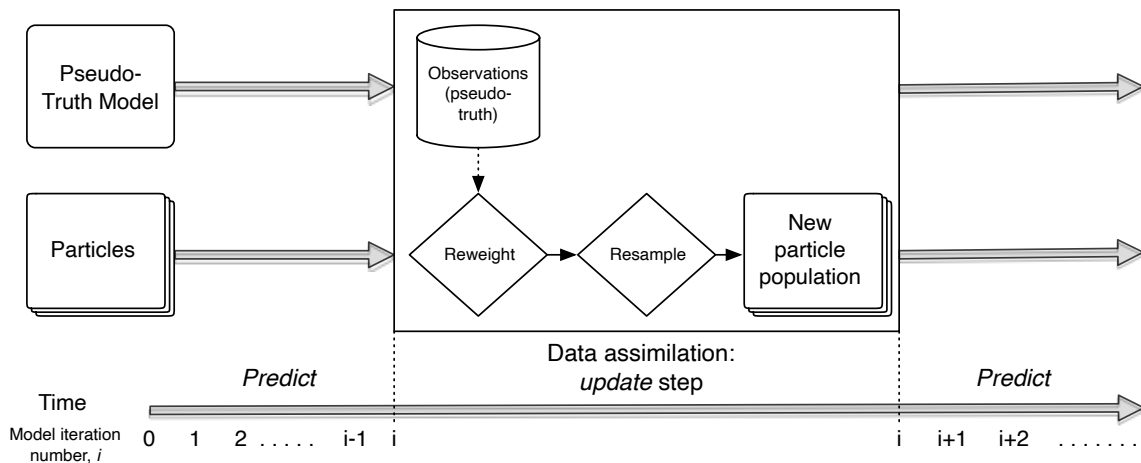 Pseudo-
Truth Model
Observations
(pseudo-
truth)
Particles
Reweight
Resample
New
particle
population
Data assimilation:
update step
Predict
Predict
Time
Model iteration
number, i
0 1 2 . . . . . i-1 i i i+1 i+2 . . . . . . .